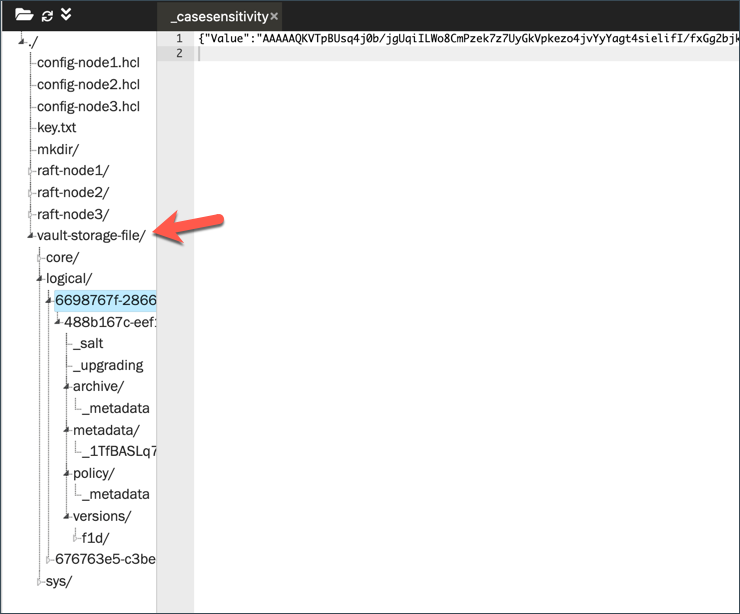 _casesensitivity×
./
config-node1.hcl
config-node2.hcl
config-node3.hcl
key.txt
mkdir/
raft-node1/
raft-node2/
raft-node3/
vault-storage-file/
core/
logical/
6698767f-2866
488b167c-eef1
_salt
_upgrading
archive/
_metadata
metadata/
_1TfBASLq7
policy/
_metadata
versions/
f1d/
676763e5-c3be
sys/
1 {"Value":"AAAAAQKVTpBUsq4j0b/jgUqiILWo8CmPzek7z7UyGkVpkezo4jvYyYagt4sielifI/fxGg2bjk
2